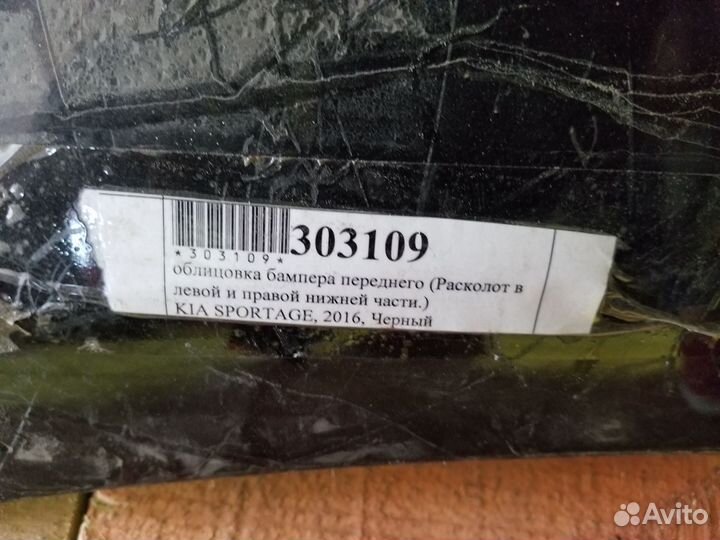 303109
*303109*
облицовка бампера переднего (Расколот в
левой и правой нижней части.)
KIA SPORTAGE, 2016, Черный
Avito